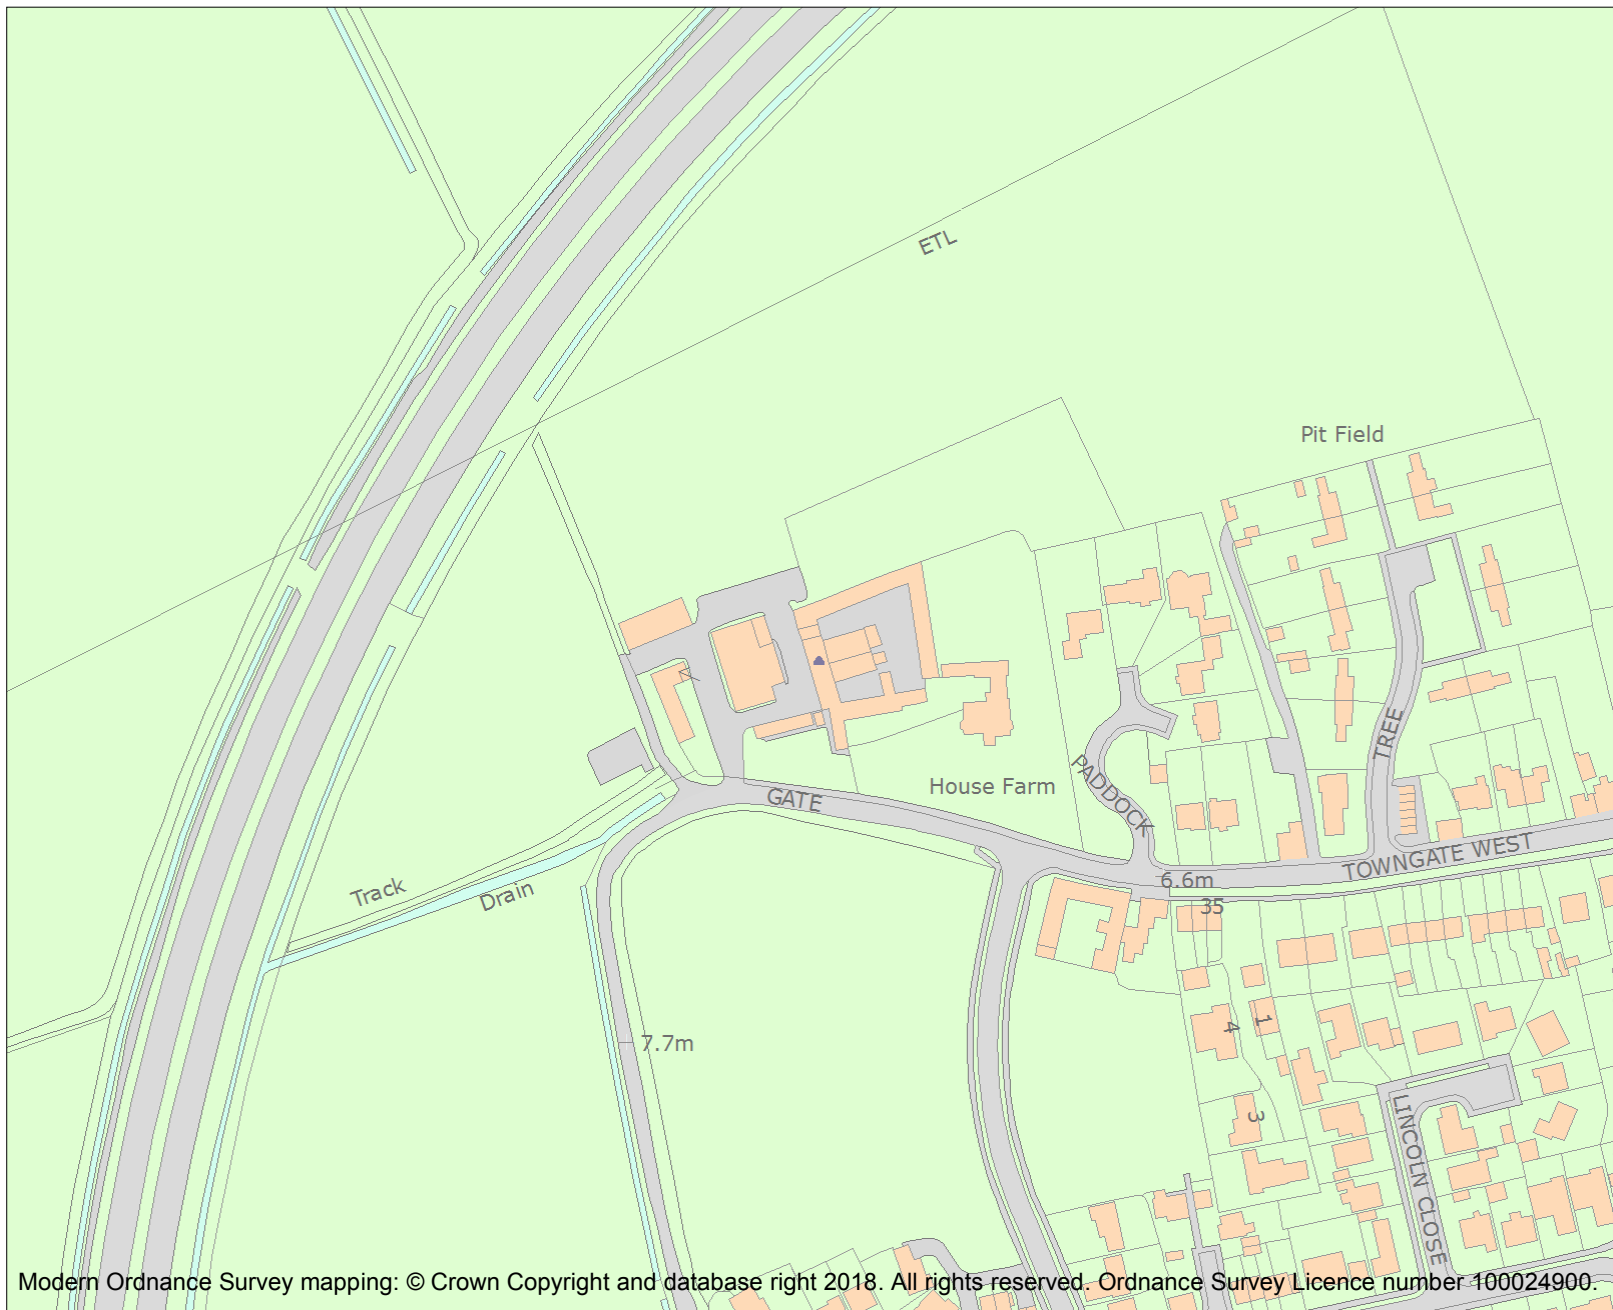 ETL
Pit Field
TREE
PADDOCK
House Farm
GATE
TOWNGATE WEST
6.6m
35
Track
Drain
4
1
7.7m
3
LINCOLN CLOSE
Modern Ordnance Survey mapping: © Crown Copyright and database right 2018. All rights reserved. Ordnance Survey Licence number 100024900.